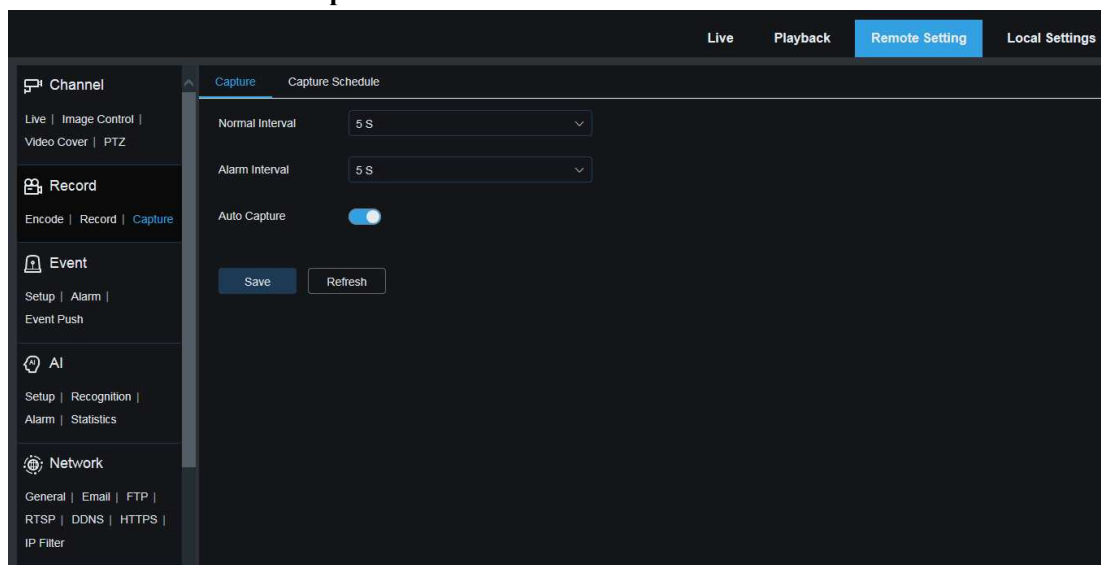 Live Playback Remote Setting Local Settings
Channel
Live | Image Control |
Video Cover | PTZ
Record
Encode | Record | Capture
Event
Setup | Alarm |
Event Push
AI
Setup | Recognition |
Alarm | Statistics
Network
General | Email | FTP |
RTSP | DDNS | HTTPS |
IP Filter
Capture Capture Schedule
Normal Interval 5 S
Alarm Interval 5 S
Auto Capture
Save Refresh